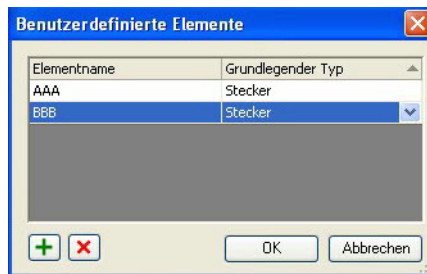 Benutzerdefinierte Elemente
Elementname Grundlegender Typ
AAA Stecker
BBB Stecker
OK Abbrechen